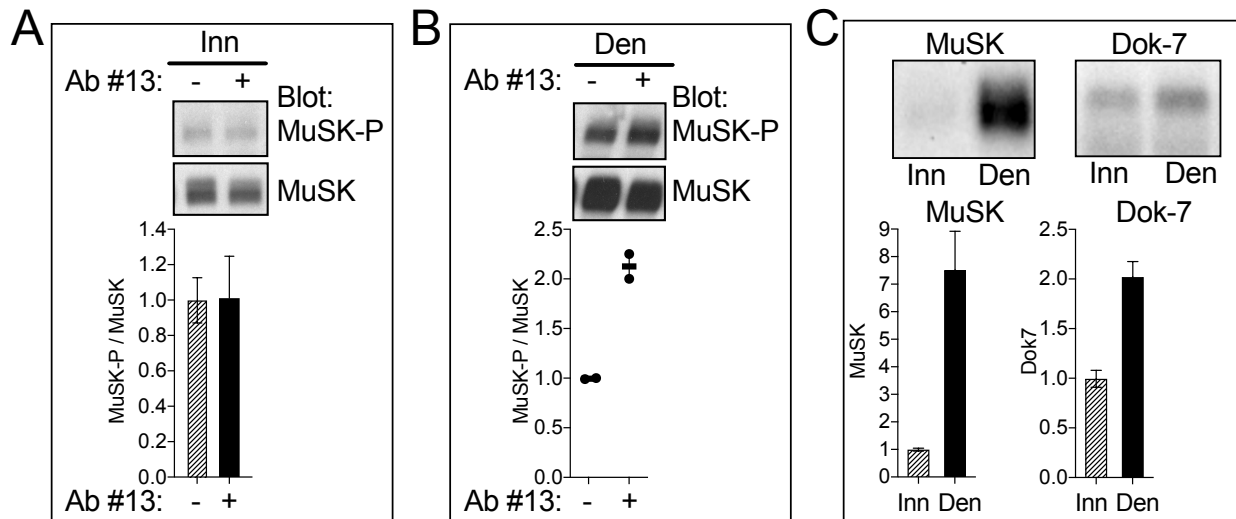 A
Inn
Ab #13: - +
Blot:
MuSK-P
MuSK
MuSK-P / MuSK
1.4
1.2
1.0
0.8
0.6
0.4
0.2
0.0
Ab #13: - +
B
Den
Ab #13: - +
Blot:
MuSK-P
MuSK
MuSK-P / MuSK
2.5
2.0
1.5
1.0
0.5
0.0
Ab #13: - +
C
MuSK
Inn Den
MuSK
MuSK
9
8
7
6
5
4
3
2
1
0
Inn Den
Dok-7
Inn Den
Dok-7
Dok7
2.5
2.0
1.5
1.0
0.5
0.0
Inn Den